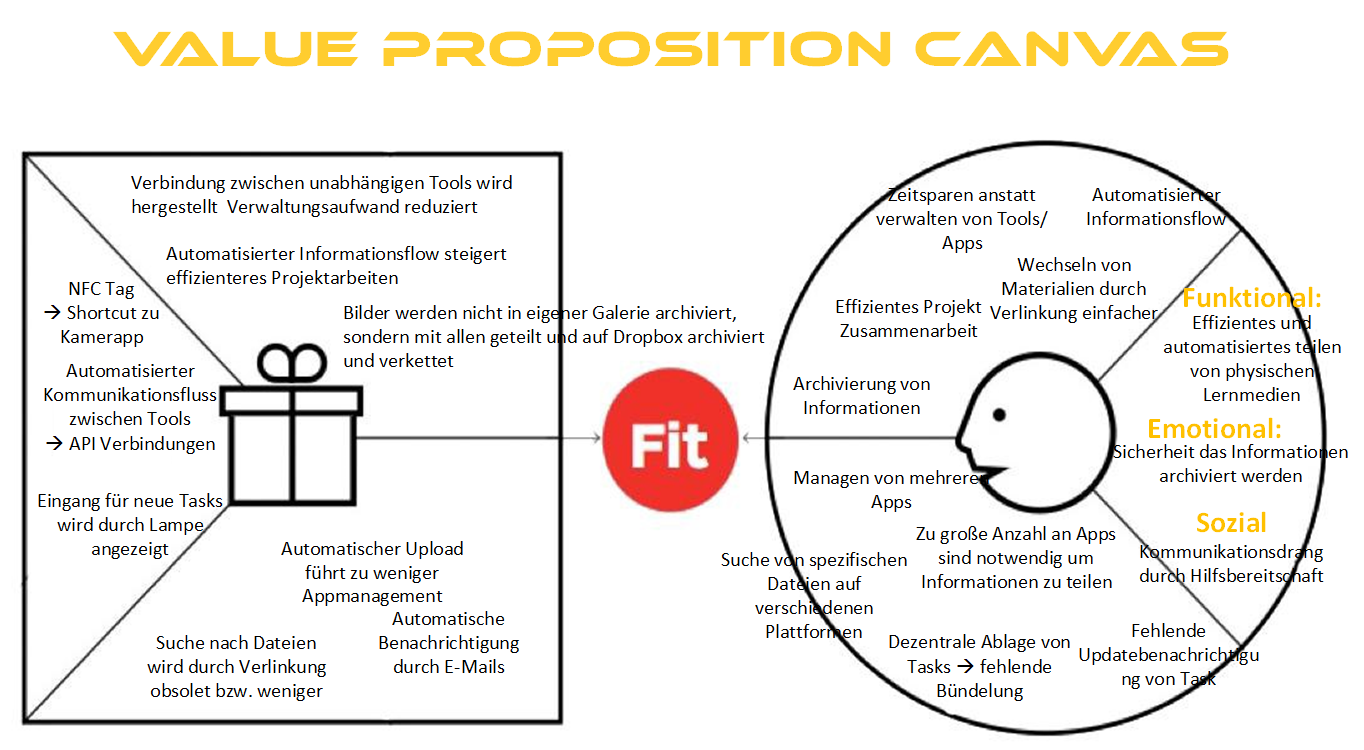 VALUE PROPOSITION CANVAS
Verbindung zwischen unabhängigen Tools wird
hergestellt  Verwaltungsaufwand reduziert
Automatisierter Informationsflow steigert
effizienteres Projektarbeiten
Bilder werden nicht in eigener Galerie archiviert,
sondern mit allen geteilt und auf Dropbox archiviert
und verkettet
NFC Tag
→ Shortcut zu
Kamerapp
Automatisierter
Kommunikationsfluss
zwischen Tools
→ API Verbindungen
Eingang für neue Tasks
wird durch Lampe
angezeigt
Automatischer Upload
führt zu weniger
Appmanagement
Automatische
Benachrichtigung
durch E-Mails
Suche nach Dateien
wird durch Verlinkung
obsolet bzw. weniger
Fit
Zeitsparen anstatt
verwalten von Tools/
Apps
Automatisierter
Informationsflow
Wechseln von
Materialien durch
Verlinkung einfacher
Effizientes Projekt
Zusammenarbeit
Archivierung von
Informationen
Funktional:
Effizientes und
automatisiertes teilen
von physischen
Lernmedien
Emotional:
Sicherheit das Informationen
archiviert werden
Sozial
Kommunikationsdrang
durch Hilfsbereitschaft
Managen von mehreren
Apps
Zu große Anzahl an Apps
sind notwendig um
Informationen zu teilen
Suche von spezifischen
Dateien auf
verschiedenen
Plattformen
Dezentrale Ablage von
Tasks → fehlende
Bündelung
Fehlende
Updatebenachrichtigu
ng von Task